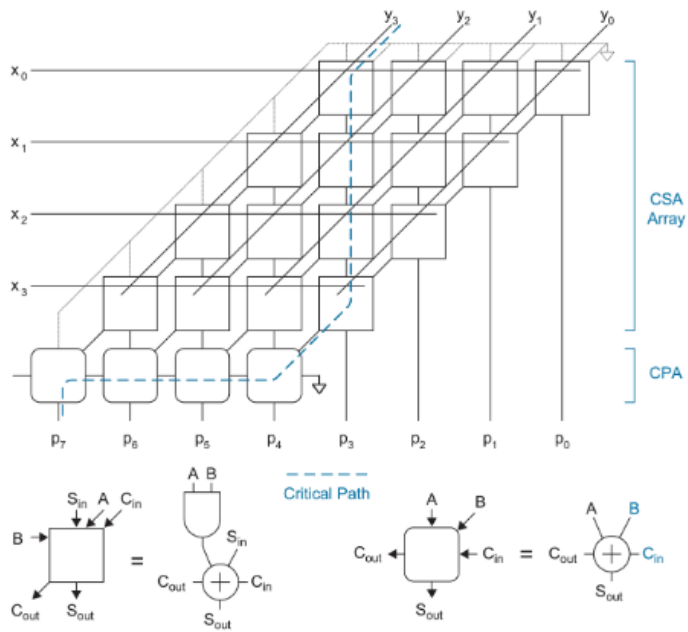 y3 y2 y1 y0
x0
x1
CSA
Array
x2
x3
CPA
p7 p6 p5 p4 p3 p2 p1 p0
Critical Path
A B
Sin A Cin
B
=
Sin
Cout
Cin
Cout Sout
Sout
A
B
Cout
Cin
=
Sout
A B
Cout
Cin
Sout